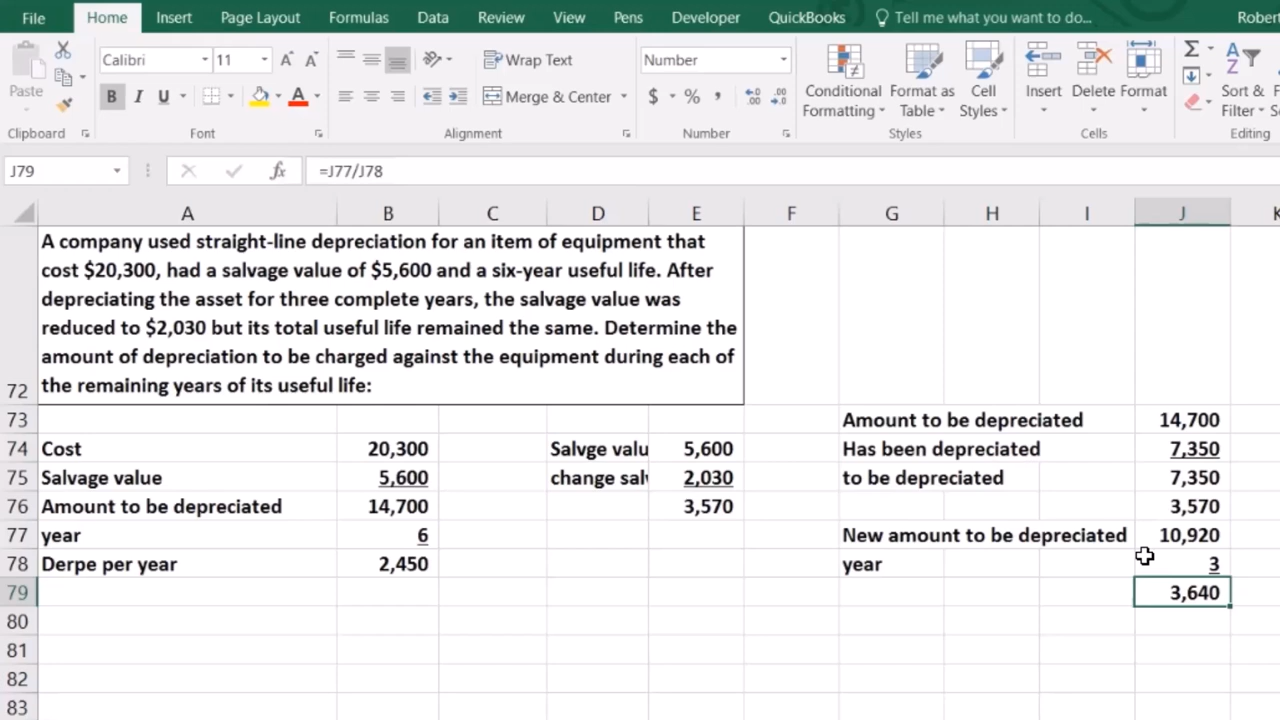 File Home Insert Page Layout Formulas Data Review View Pens Developer QuickBooks Tell me what you want to do... Robert
Paste Calibri 11 A A Wrap Text Number
B I U A Merge & Center $ % , .00 .0 Conditional Formatting Format as Table Cell Styles Insert Delete Format Sort & Filter
Clipboard Font Alignment Number Styles Cells Editing
J79 fx =J77/J78
A B C D E F G H I J K
A company used straight-line depreciation for an item of equipment that
cost $20,300, had a salvage value of $5,600 and a six-year useful life. After
depreciating the asset for three complete years, the salvage value was
reduced to $2,030 but its total useful life remained the same. Determine the
amount of depreciation to be charged against the equipment during each of
72 the remaining years of its useful life:
73 Amount to be depreciated 14,700
74 Cost 20,300 Salvge valu 5,600 Has been depreciated 7,350
75 Salvage value 5,600 change sal 2,030 to be depreciated 7,350
76 Amount to be depreciated 14,700 3,570 3,570
77 year 6 New amount to be depreciated 10,920
78 Derpe per year 2,450 year 3
79 3,640
80
81
82
83